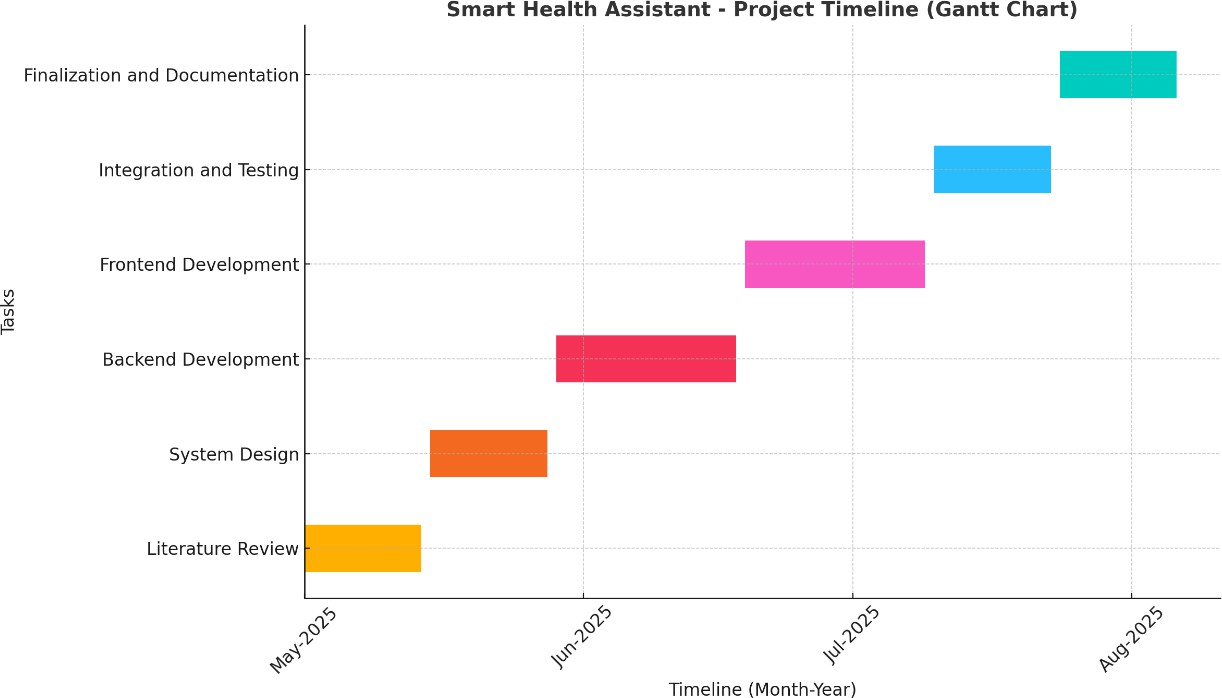 Smart Health Assistant - Project Timeline (Gantt Chart)
Finalization and Documentation
Integration and Testing
Frontend Development
Backend Development
System Design
Literature Review
Tasks
May-2025
Jun-2025
Jul-2025
Aug-2025
Timeline (Month-Year)